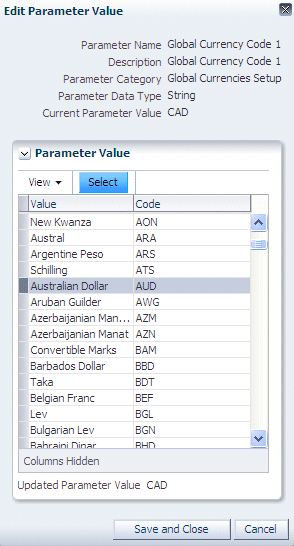 Edit Parameter Value
Parameter Name Global Currency Code 1
Description Global Currency Code 1
Parameter Category Global Currencies Setup
Parameter Data Type String
Current Parameter Value CAD
Parameter Value
View Select
Value Code
New Kwanza AON
Austral ARA
Argentine Peso ARS
Schilling ATS
Australian Dollar AUD
Aruban Guilder AWG
Azerbaijanian Man... AZM
Azerbaijanian Manat AZN
Convertible Marks BAM
Barbados Dollar BBD
Taka BDT
Belgian Franc BEF
Lev BGL
Bulgarian Lev BGN
Bahraini Dinar BHD
Columns Hidden
Updated Parameter Value CAD
Save and Close Cancel